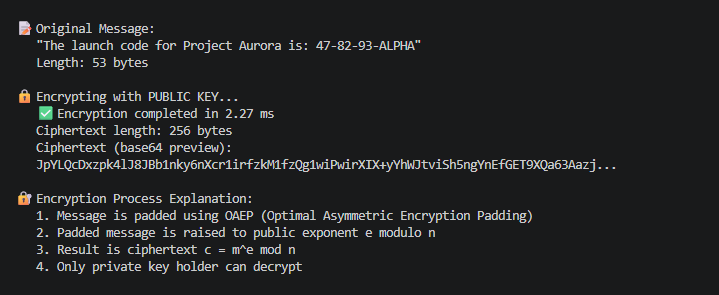 Original Message:
"The launch code for Project Aurora is: 47-82-93-ALPHA"
Length: 53 bytes
Encrypting with PUBLIC KEY...
Encryption completed in 2.27 ms
Ciphertext length: 256 bytes
Ciphertext (base64 preview):
JpYLQcDxzpk4lJ8JBb1nky6nXcr1irfzkM1fzQg1wiPwirXIX+yYhWJtviSh5ngYnEfGET9XQa63Aazj...
Encryption Process Explanation:
1. Message is padded using OAEP (Optimal Asymmetric Encryption Padding)
2. Padded message is raised to public exponent e modulo n
3. Result is ciphertext c = m^e mod n
4. Only private key holder can decrypt